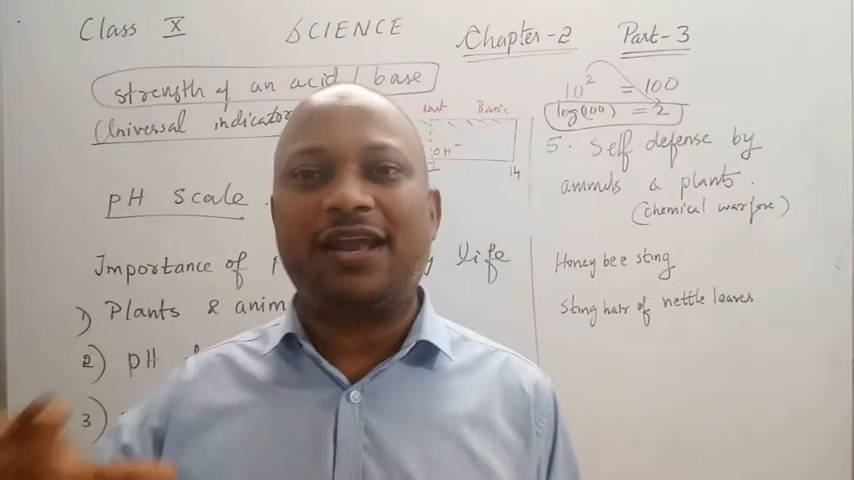 Class X SCIENCE Chapter-2 Part-3
strength of an acid / base
Universal indicator
Basic
OH⁻
14
pH scale
Importance of life
1) Plants & anim
2) pH
3)
10² = 100
log(100) = 2
5. Self defense by
animals & plants.
(chemical warfare)
Honey bee sting
Sting hair of nettle leaves